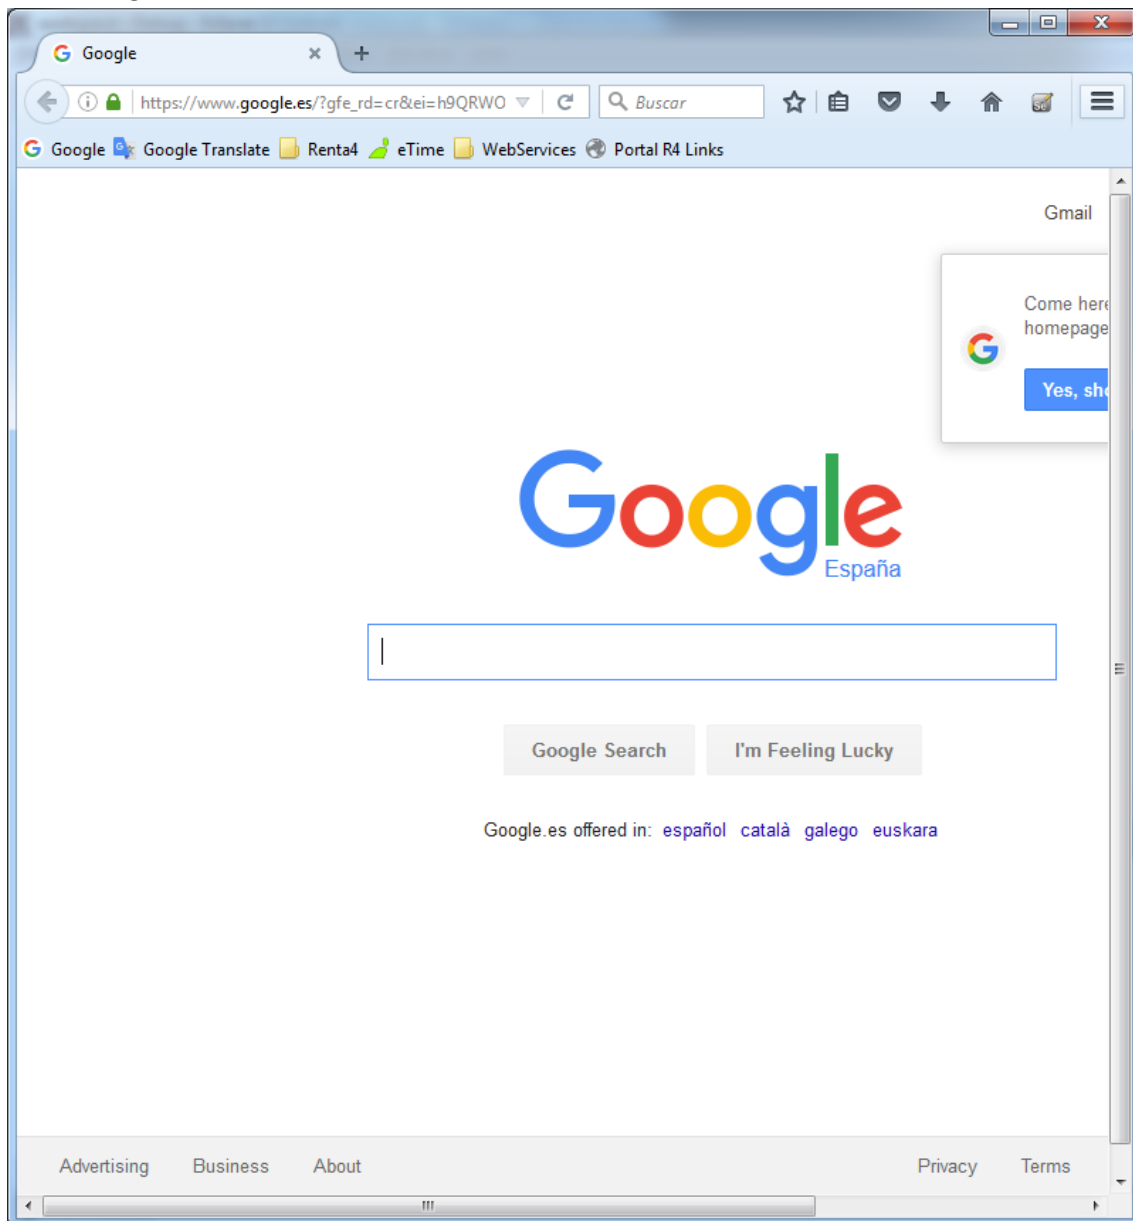 Google
https://www.google.es/?gfe_rd=cr&ei=h9QRWO
Buscar
Google Google Translate Renta4 eTime WebServices Portal R4 Links
Gmail
Come here
homepage
Yes, sho
Google
España
Google Search I'm Feeling Lucky
Google.es offered in: español català galego euskara
Advertising Business About Privacy Terms